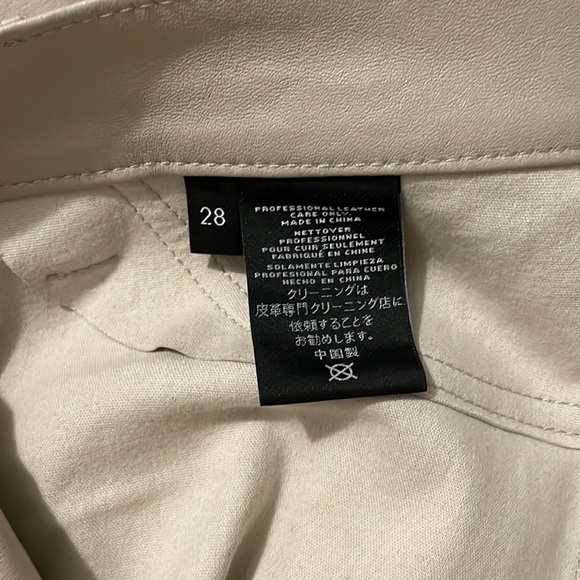 28
PROFESSIONAL LEATHER
CARE ONLY.
MADE IN CHINA
NETTOYER
PROFESSIONNEL
POUR CUIR SEULEMENT
FABRIQUÉ EN CHINE
SOLAMENTE LIMPIEZA
PROFESIONAL PARA CUERO
HECHO EN CHINA
クリーニングは
皮革専門クリーニング店に
依頼することを
お勧めします。
中国製